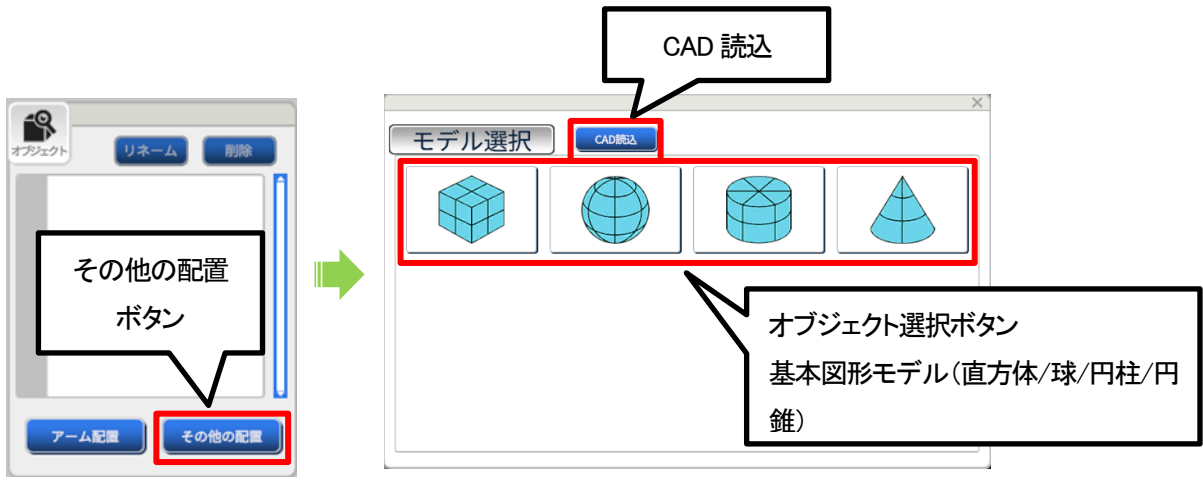 CAD 読込
オブジェクト
リネーム
削除
その他の配置
ボタン
アーム配置
その他の配置
モデル選択
CAD読込
オブジェクト選択ボタン
基本図形モデル(直方体/球/円柱/円
錐)